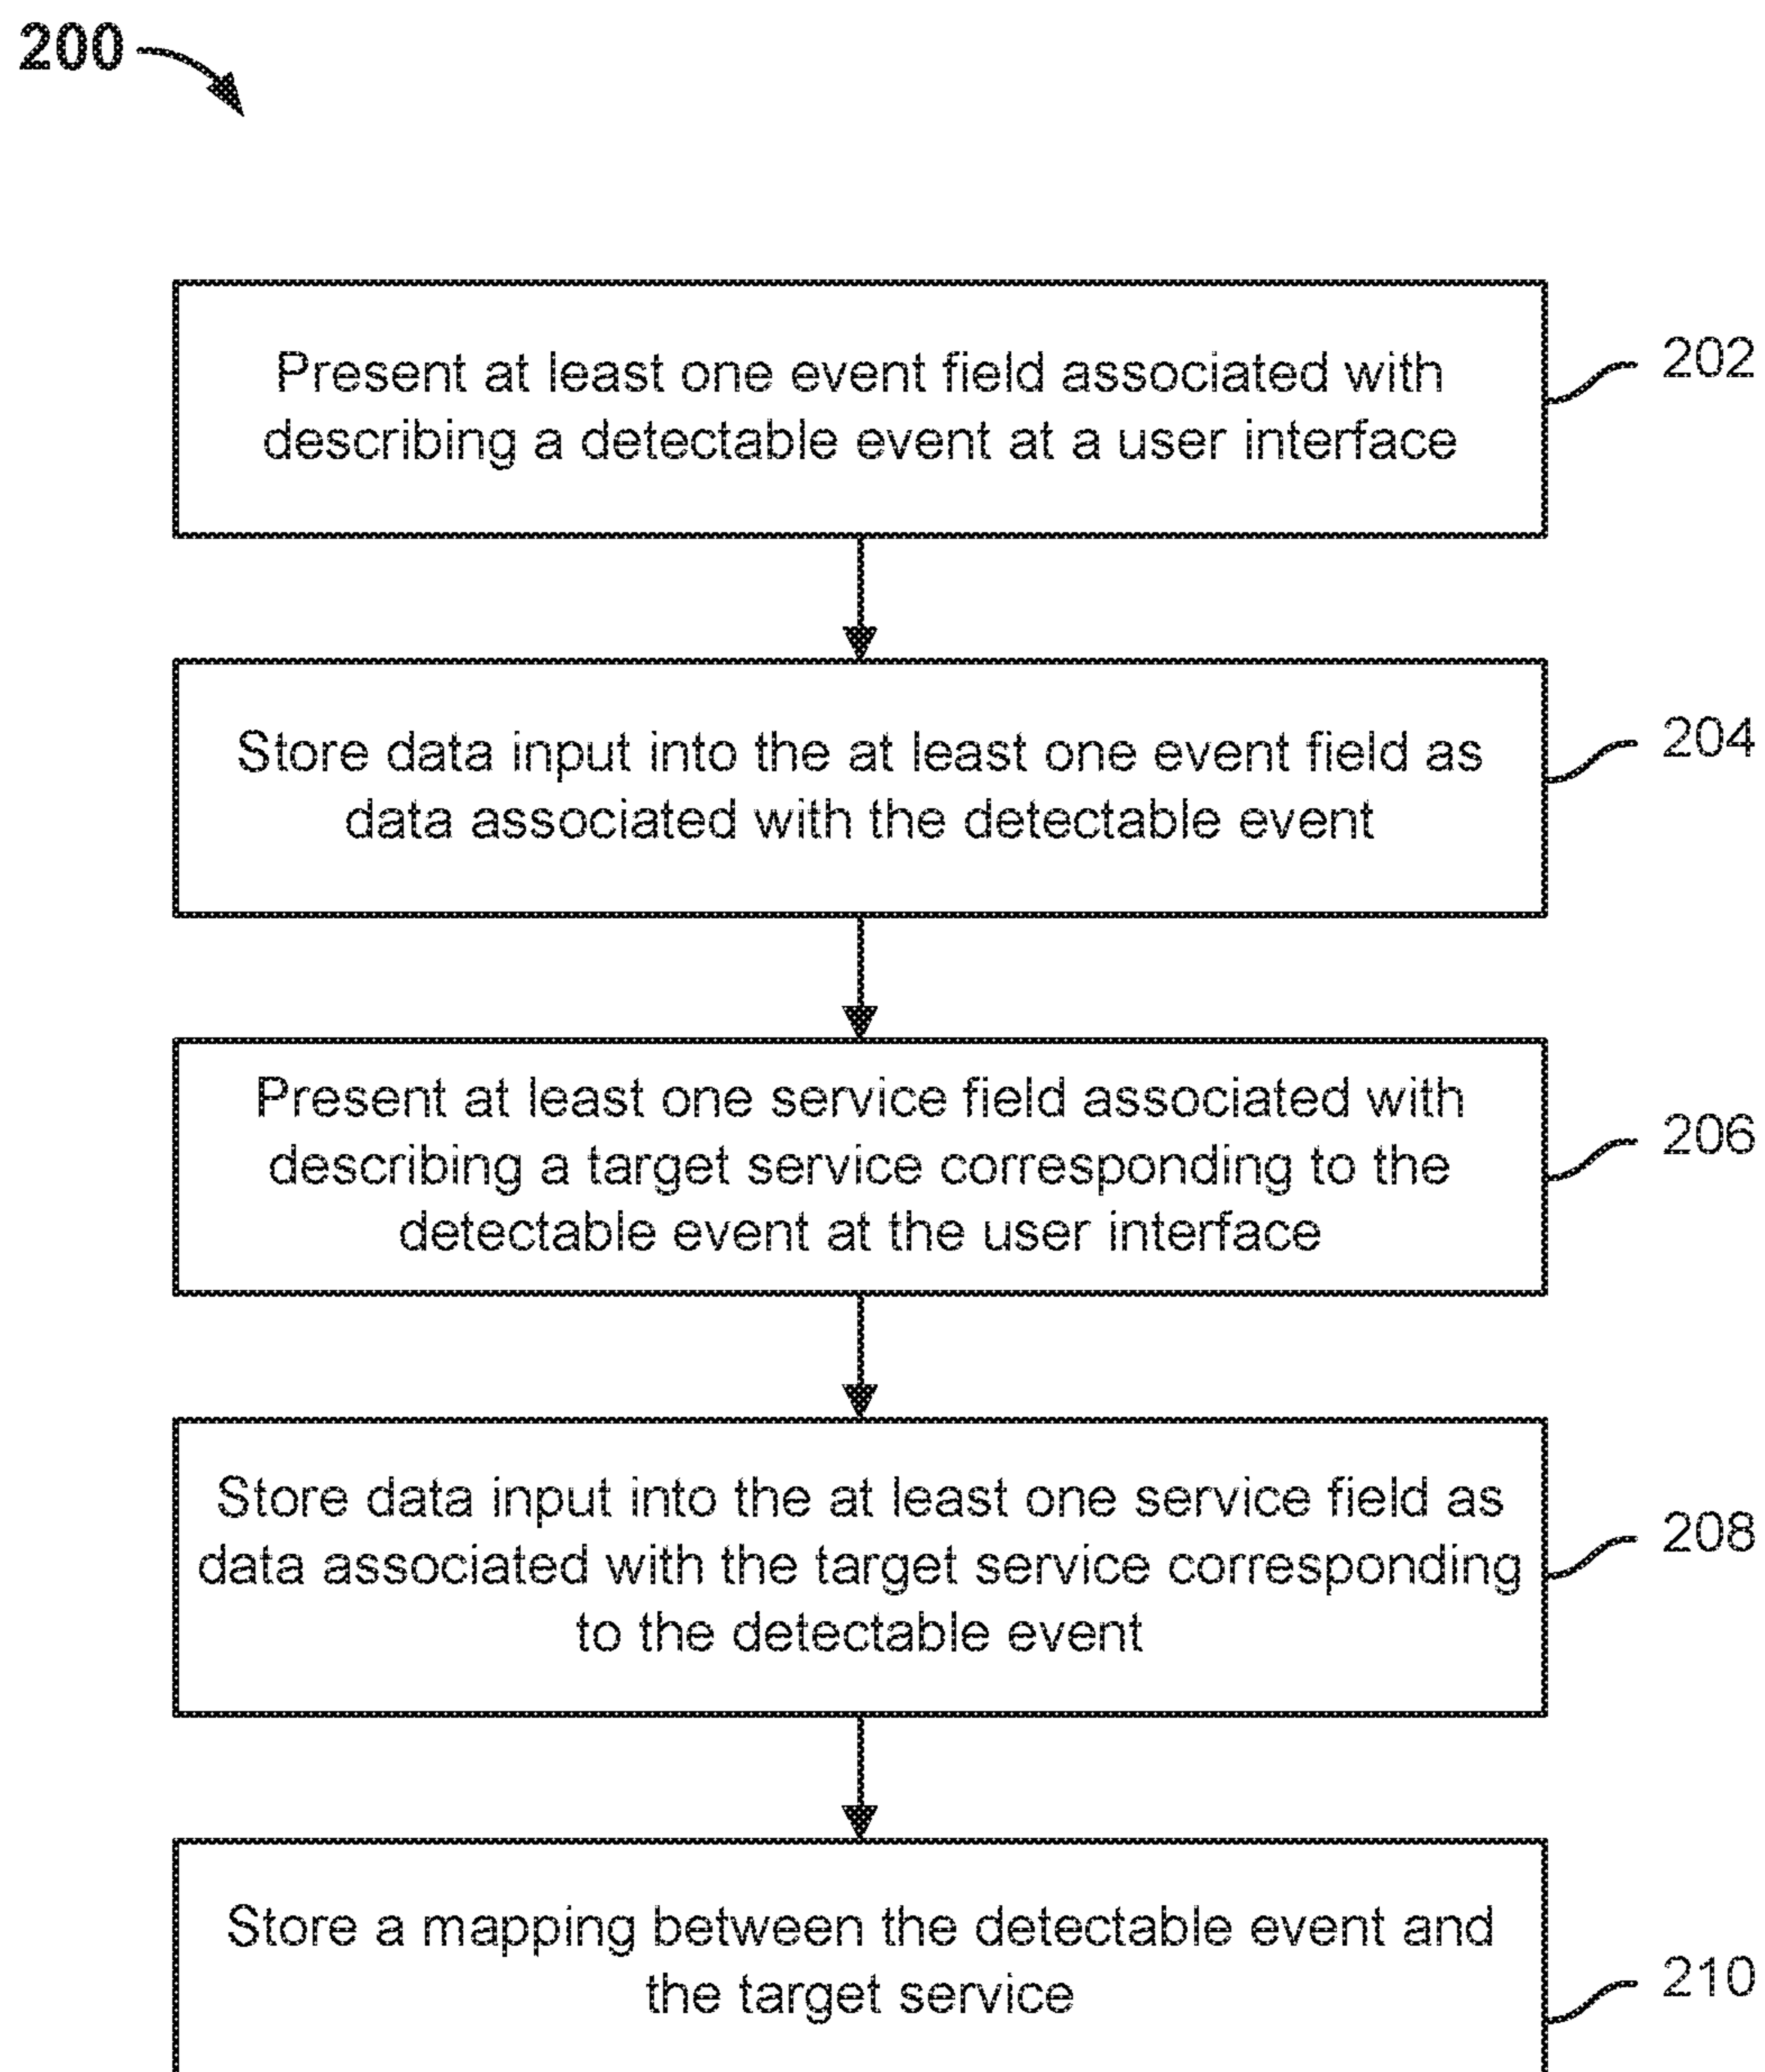 200
Present at least one event field associated with
describing a detectable event at a user interface
202
Store data input into the at least one event field as
data associated with the detectable event
204
Present at least one service field associated with
describing a target service corresponding to the
detectable event at the user interface
206
Store data input into the at least one service field as
data associated with the target service corresponding
to the detectable event
208
Store a mapping between the detectable event and
the target service
210